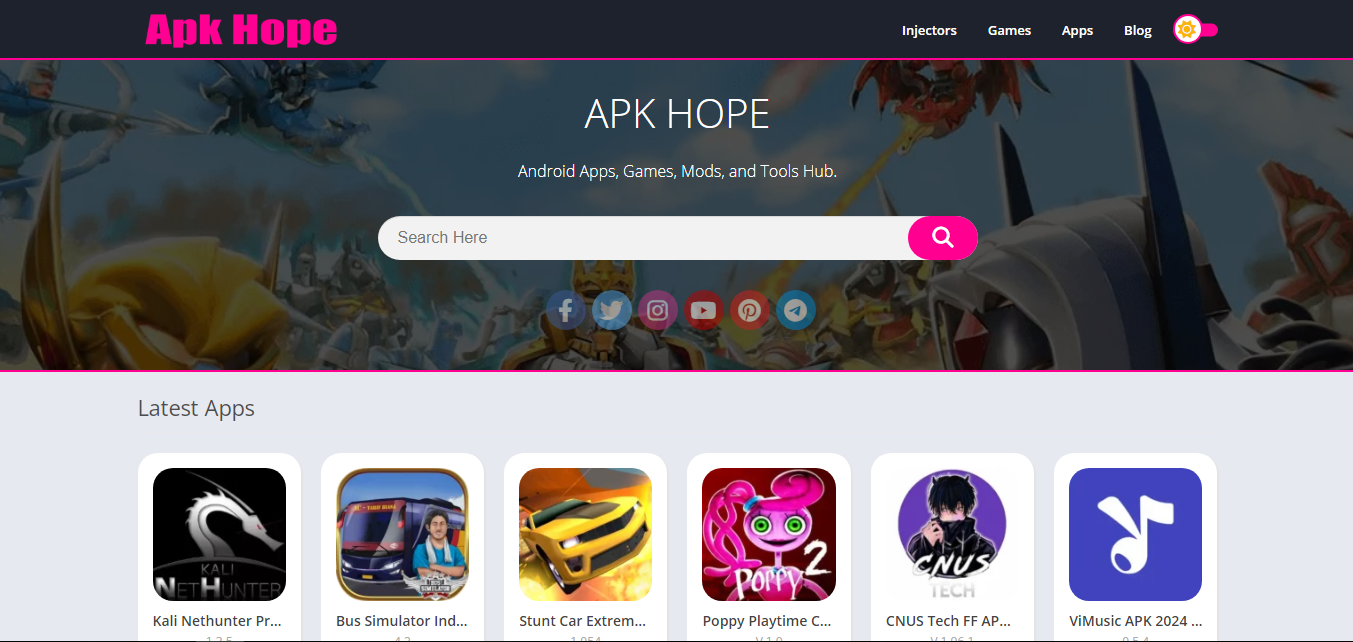 Apk Hope
Injectors Games Apps Blog
APK HOPE
Android Apps, Games, Mods, and Tools Hub.
Search Here
Latest Apps
KALI
NETHUNTER
BUS
SIMULATOR
POPPY 2
CNUS
TECH
Kali Nethunter Pr...
Bus Simulator Ind...
Stunt Car Extrem...
Poppy Playtime C...
CNUS Tech FF AP...
ViMusic APK 2024 ...